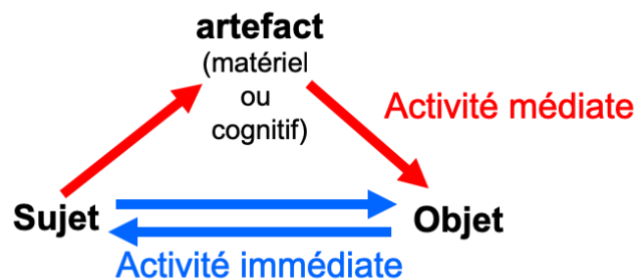 artefact
(matériel
ou
cognitif)
Activité médiate
Sujet
Objet
Activité immédiate